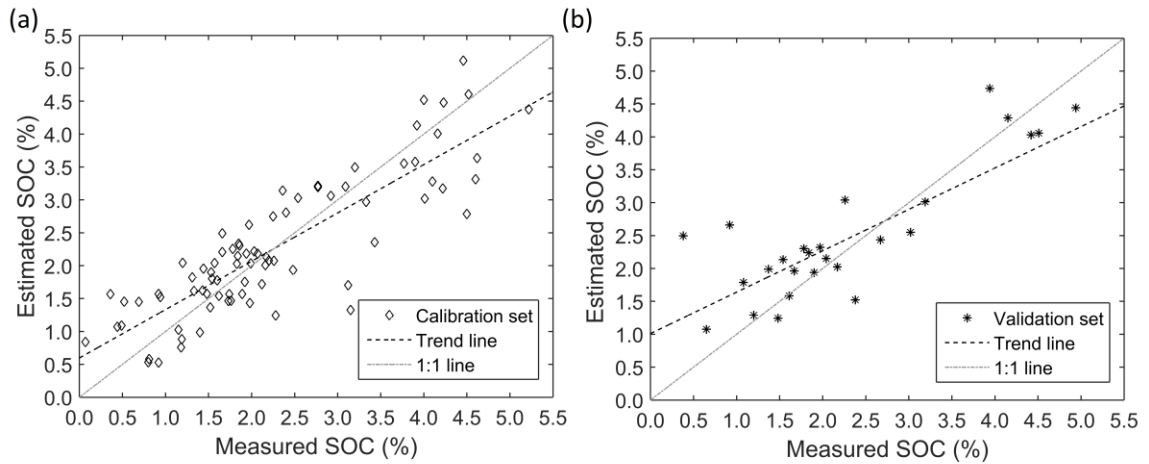 (a)
5.5
5.0
4.5
4.0
3.5
3.0
2.5
2.0
1.5
1.0
0.5
0.0
Estimated SOC (%)
Calibration set
Trend line
1:1 line
0.0 0.5 1.0 1.5 2.0 2.5 3.0 3.5 4.0 4.5 5.0 5.5
Measured SOC (%)
(b)
5.5
5.0
4.5
4.0
3.5
3.0
2.5
2.0
1.5
1.0
0.5
0.0
Estimated SOC (%)
Validation set
Trend line
1:1 line
0.0 0.5 1.0 1.5 2.0 2.5 3.0 3.5 4.0 4.5 5.0 5.5
Measured SOC (%)